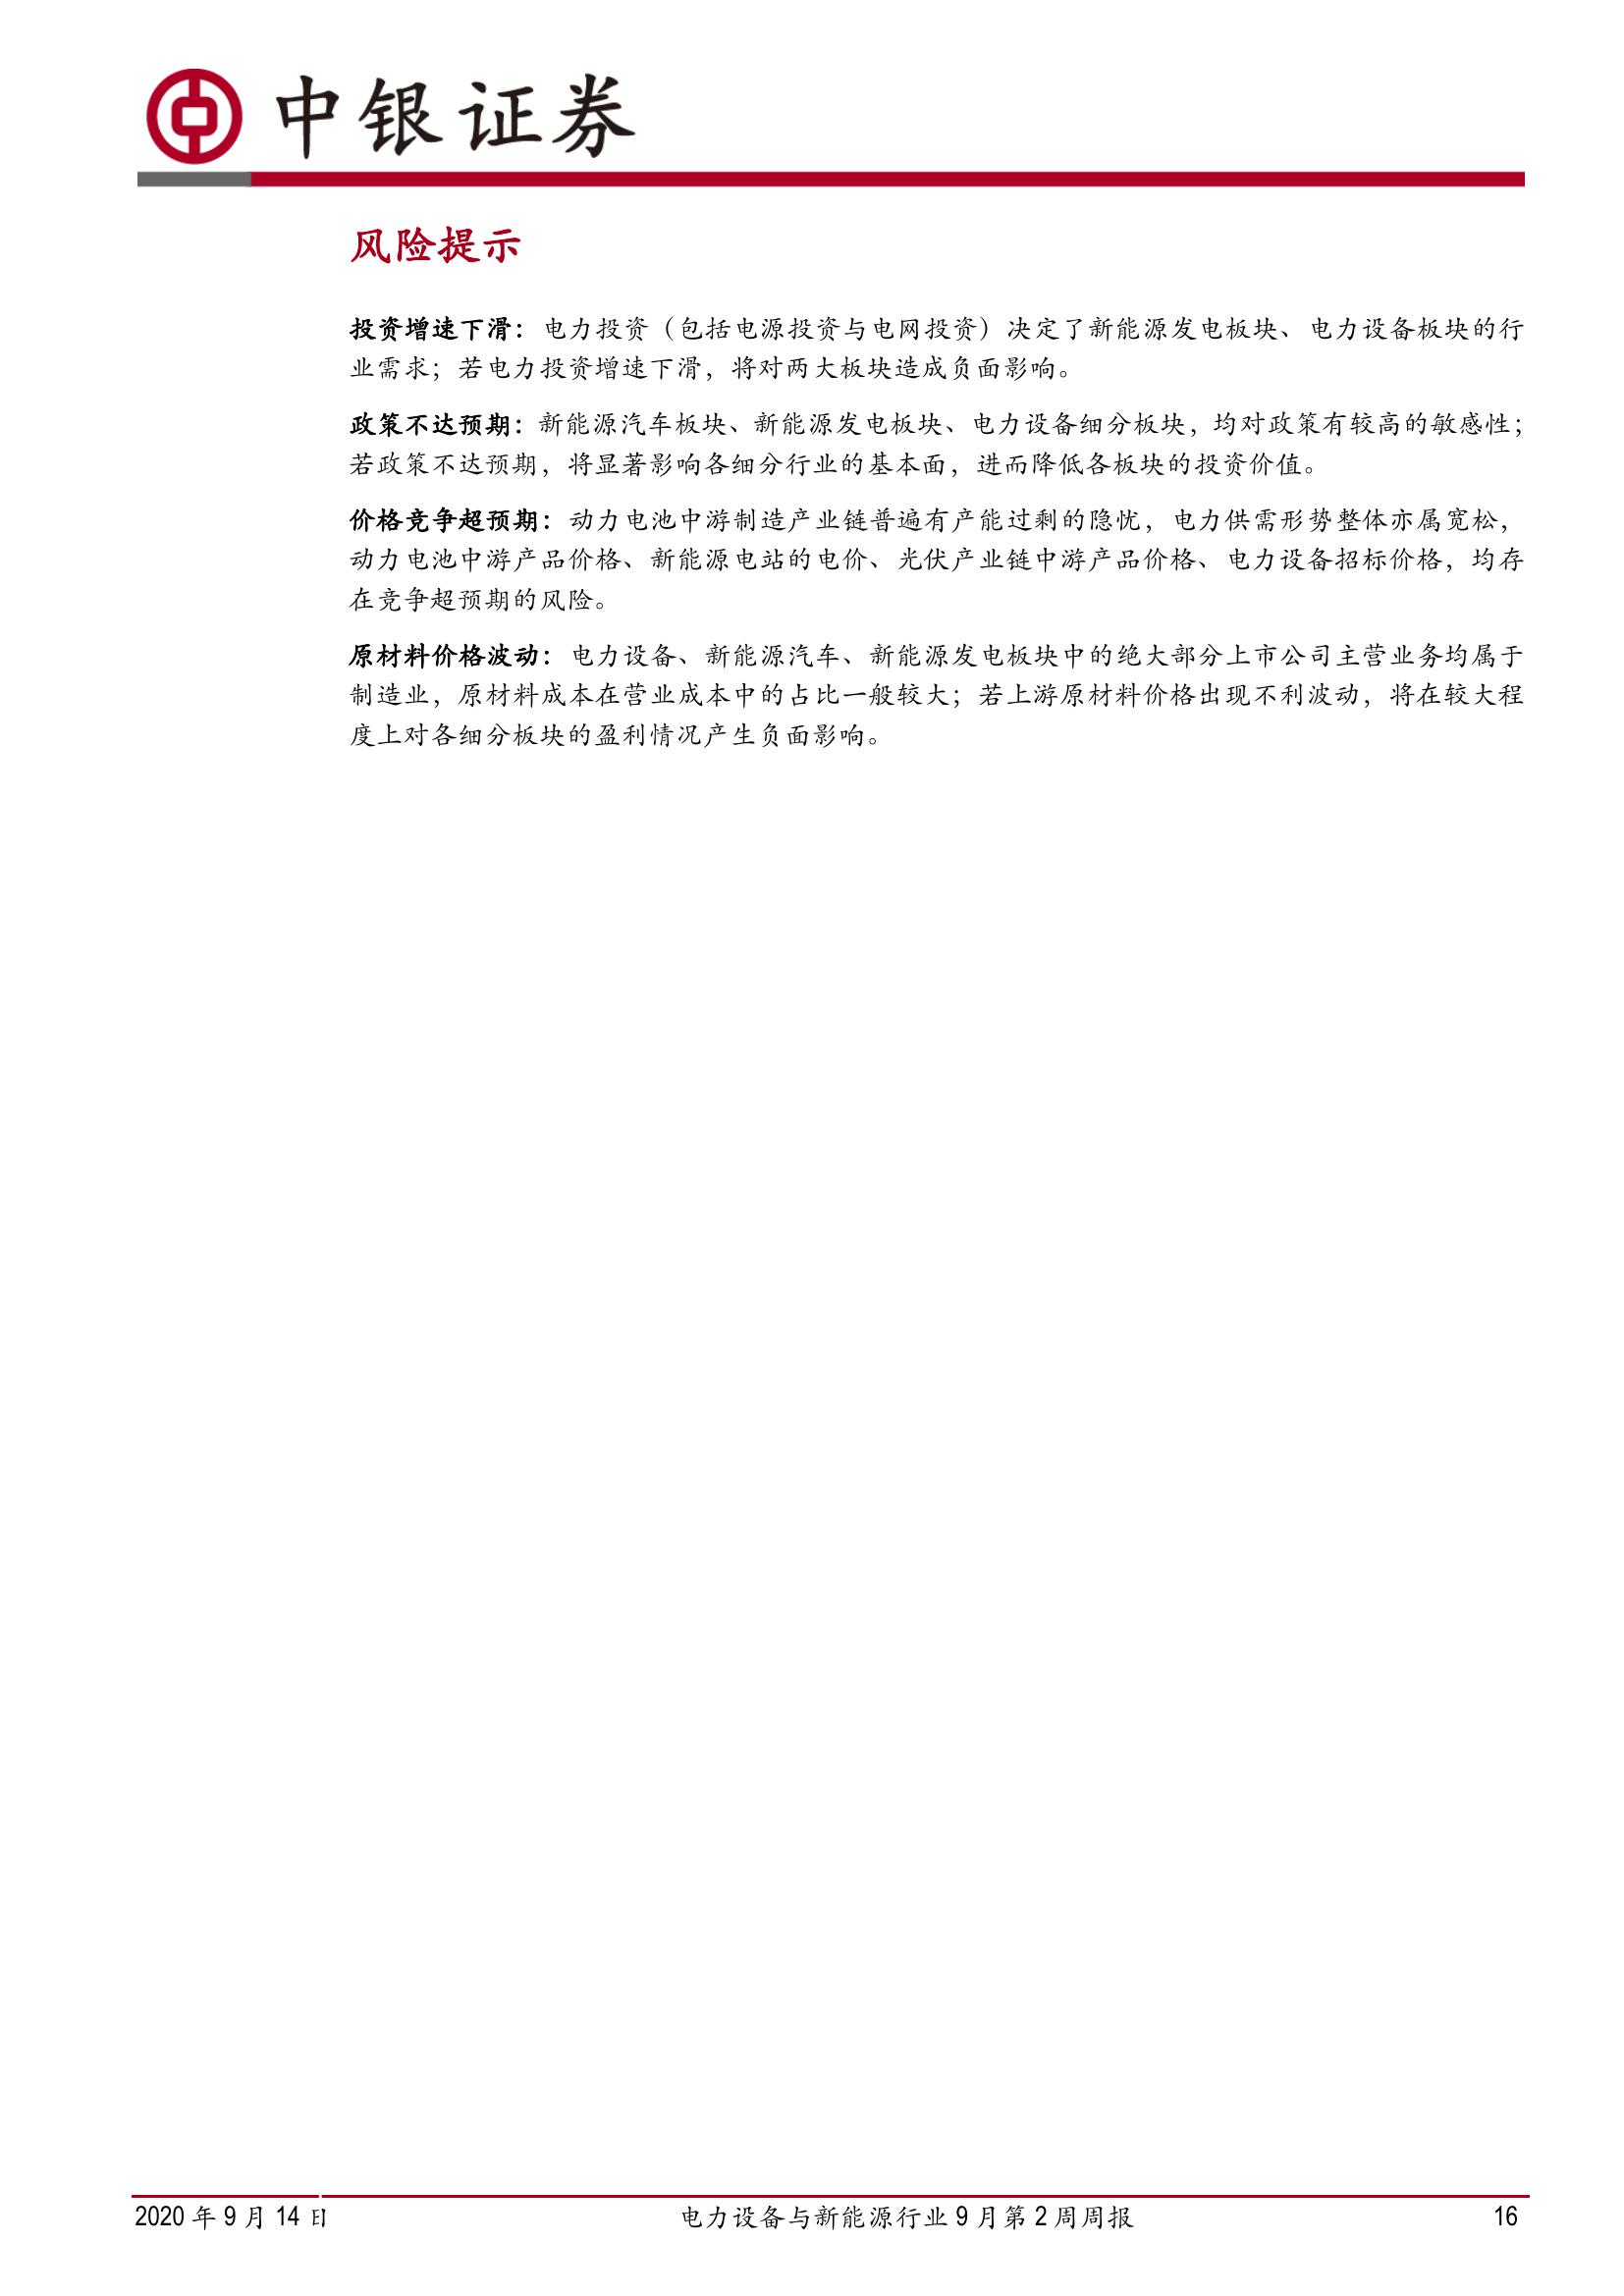 中银证券
风险提示
投资增速下滑：电力投资（包括电源投资与电网投资）决定了新能源发电板块、电力设备板块的行
业需求；若电力投资增速下滑，将对两大板块造成负面影响。
政策不达预期：新能源汽车板块、新能源发电板块、电力设备细分板块，均对政策有较高的敏感性；
若政策不达预期，将显著影响各细分行业的基本面，进而降低各板块的投资价值。
价格竞争超预期：动力电池中游制造产业链普遍有产能过剩的隐忧，电力供需形势整体亦属宽松，
动力电池中游产品价格、新能源电站的电价、光伏产业链中游产品价格、电力设备招标价格，均存
在竞争超预期的风险。
原材料价格波动：电力设备、新能源汽车、新能源发电板块中的绝大部分上市公司主营业务均属于
制造业，原材料成本在营业成本中的占比一般较大；若上游原材料价格出现不利波动，将在较大程
度上对各细分板块的盈利情况产生负面影响。
2020 年 9 月 14 日 电力设备与新能源行业 9 月第 2 周周报 16